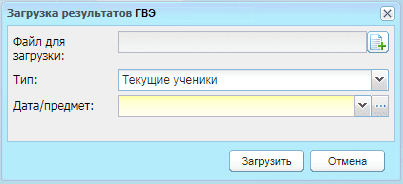 Загрузка результатов ГВЭ
Файл для
загрузки:
Тип:
Текущие ученики
Дата/предмет:
Загрузить
Отмена